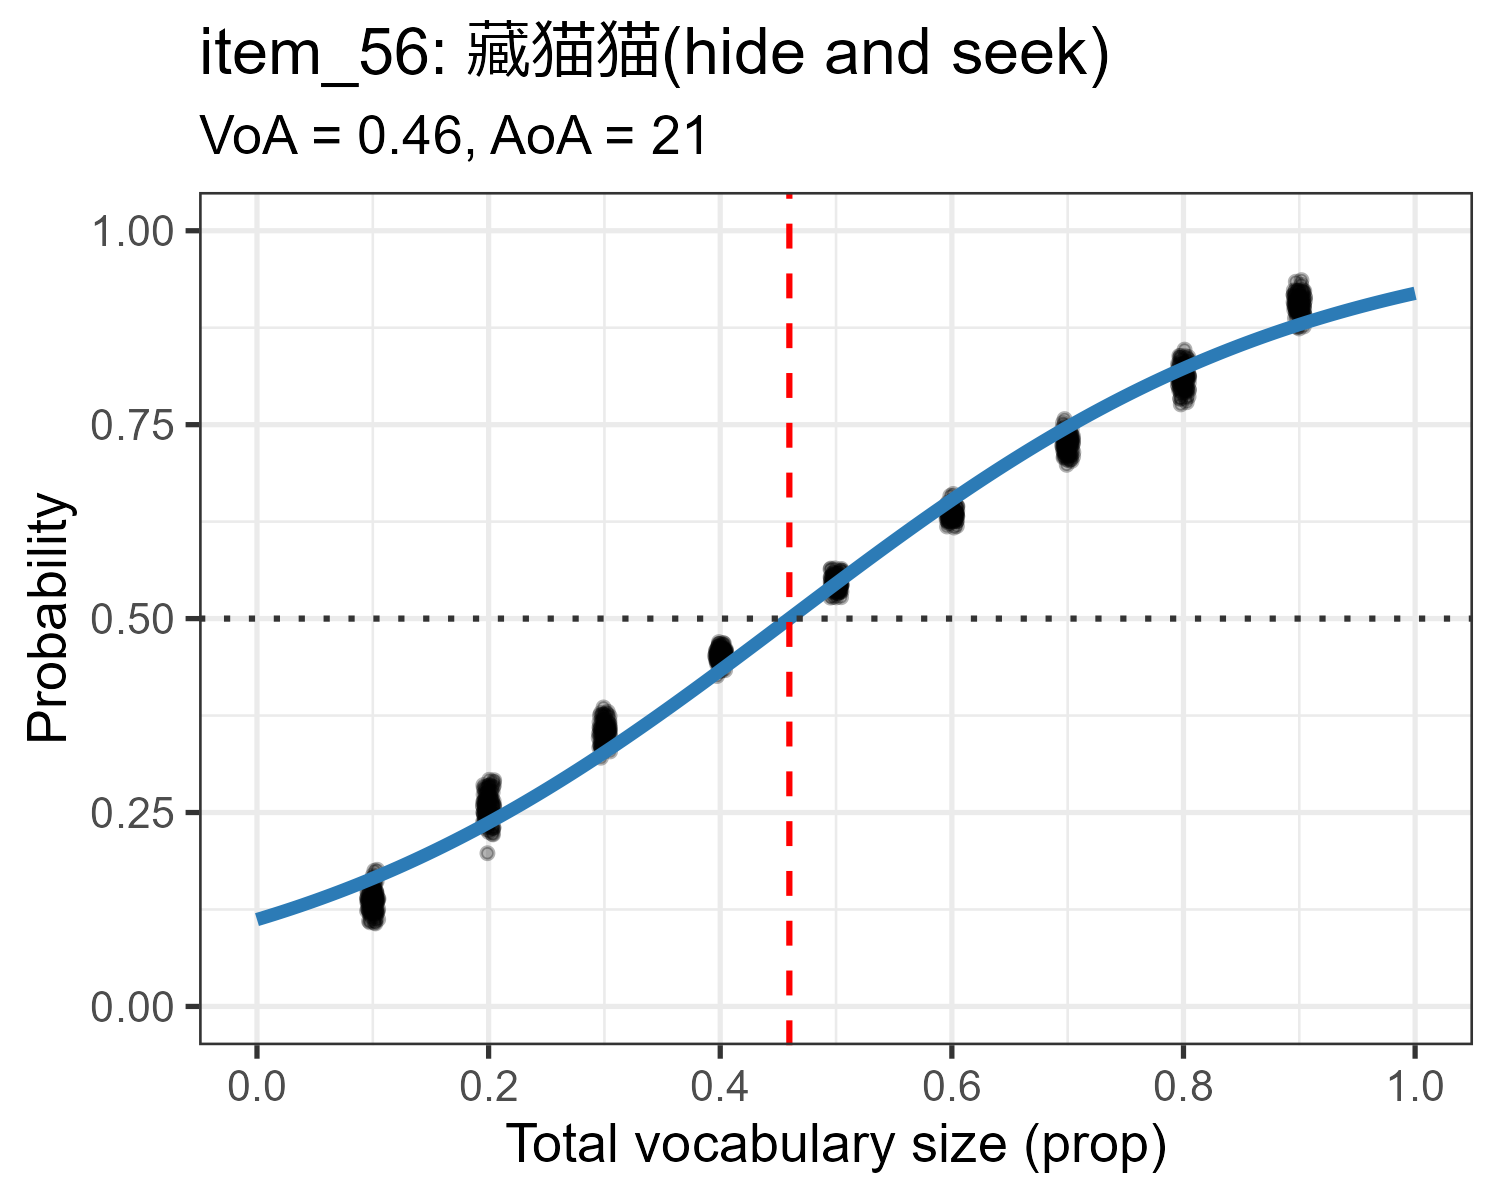 item_56: 藏猫猫(hide and seek)
VoA = 0.46, AoA = 21
1.00
0.75
0.50
0.25
0.00
Probability
0.0 0.2 0.4 0.6 0.8 1.0
Total vocabulary size (prop)